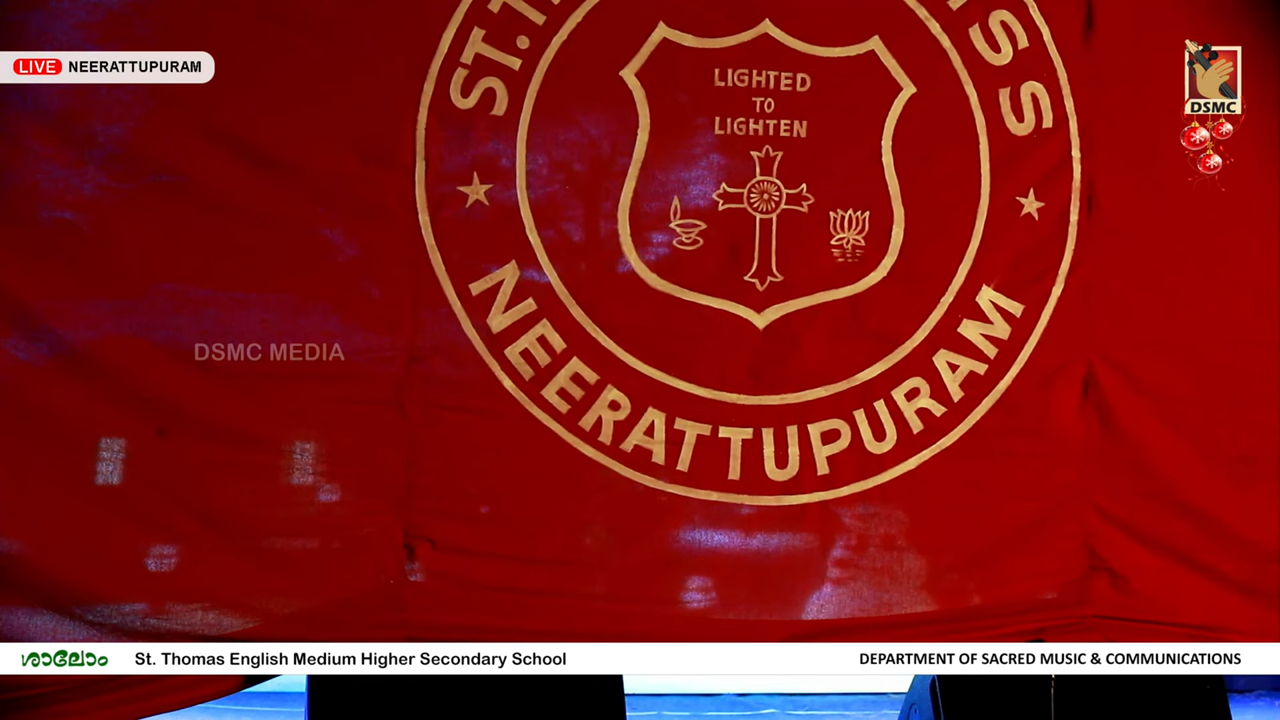 LIVE NEERATTUPURAM
DSMC
LIGHTED
TO
LIGHTEN
NEERATTUPURAM
DSMC MEDIA
ശാലോം
St. Thomas English Medium Higher Secondary School
DEPARTMENT OF SACRED MUSIC & COMMUNICATIONS